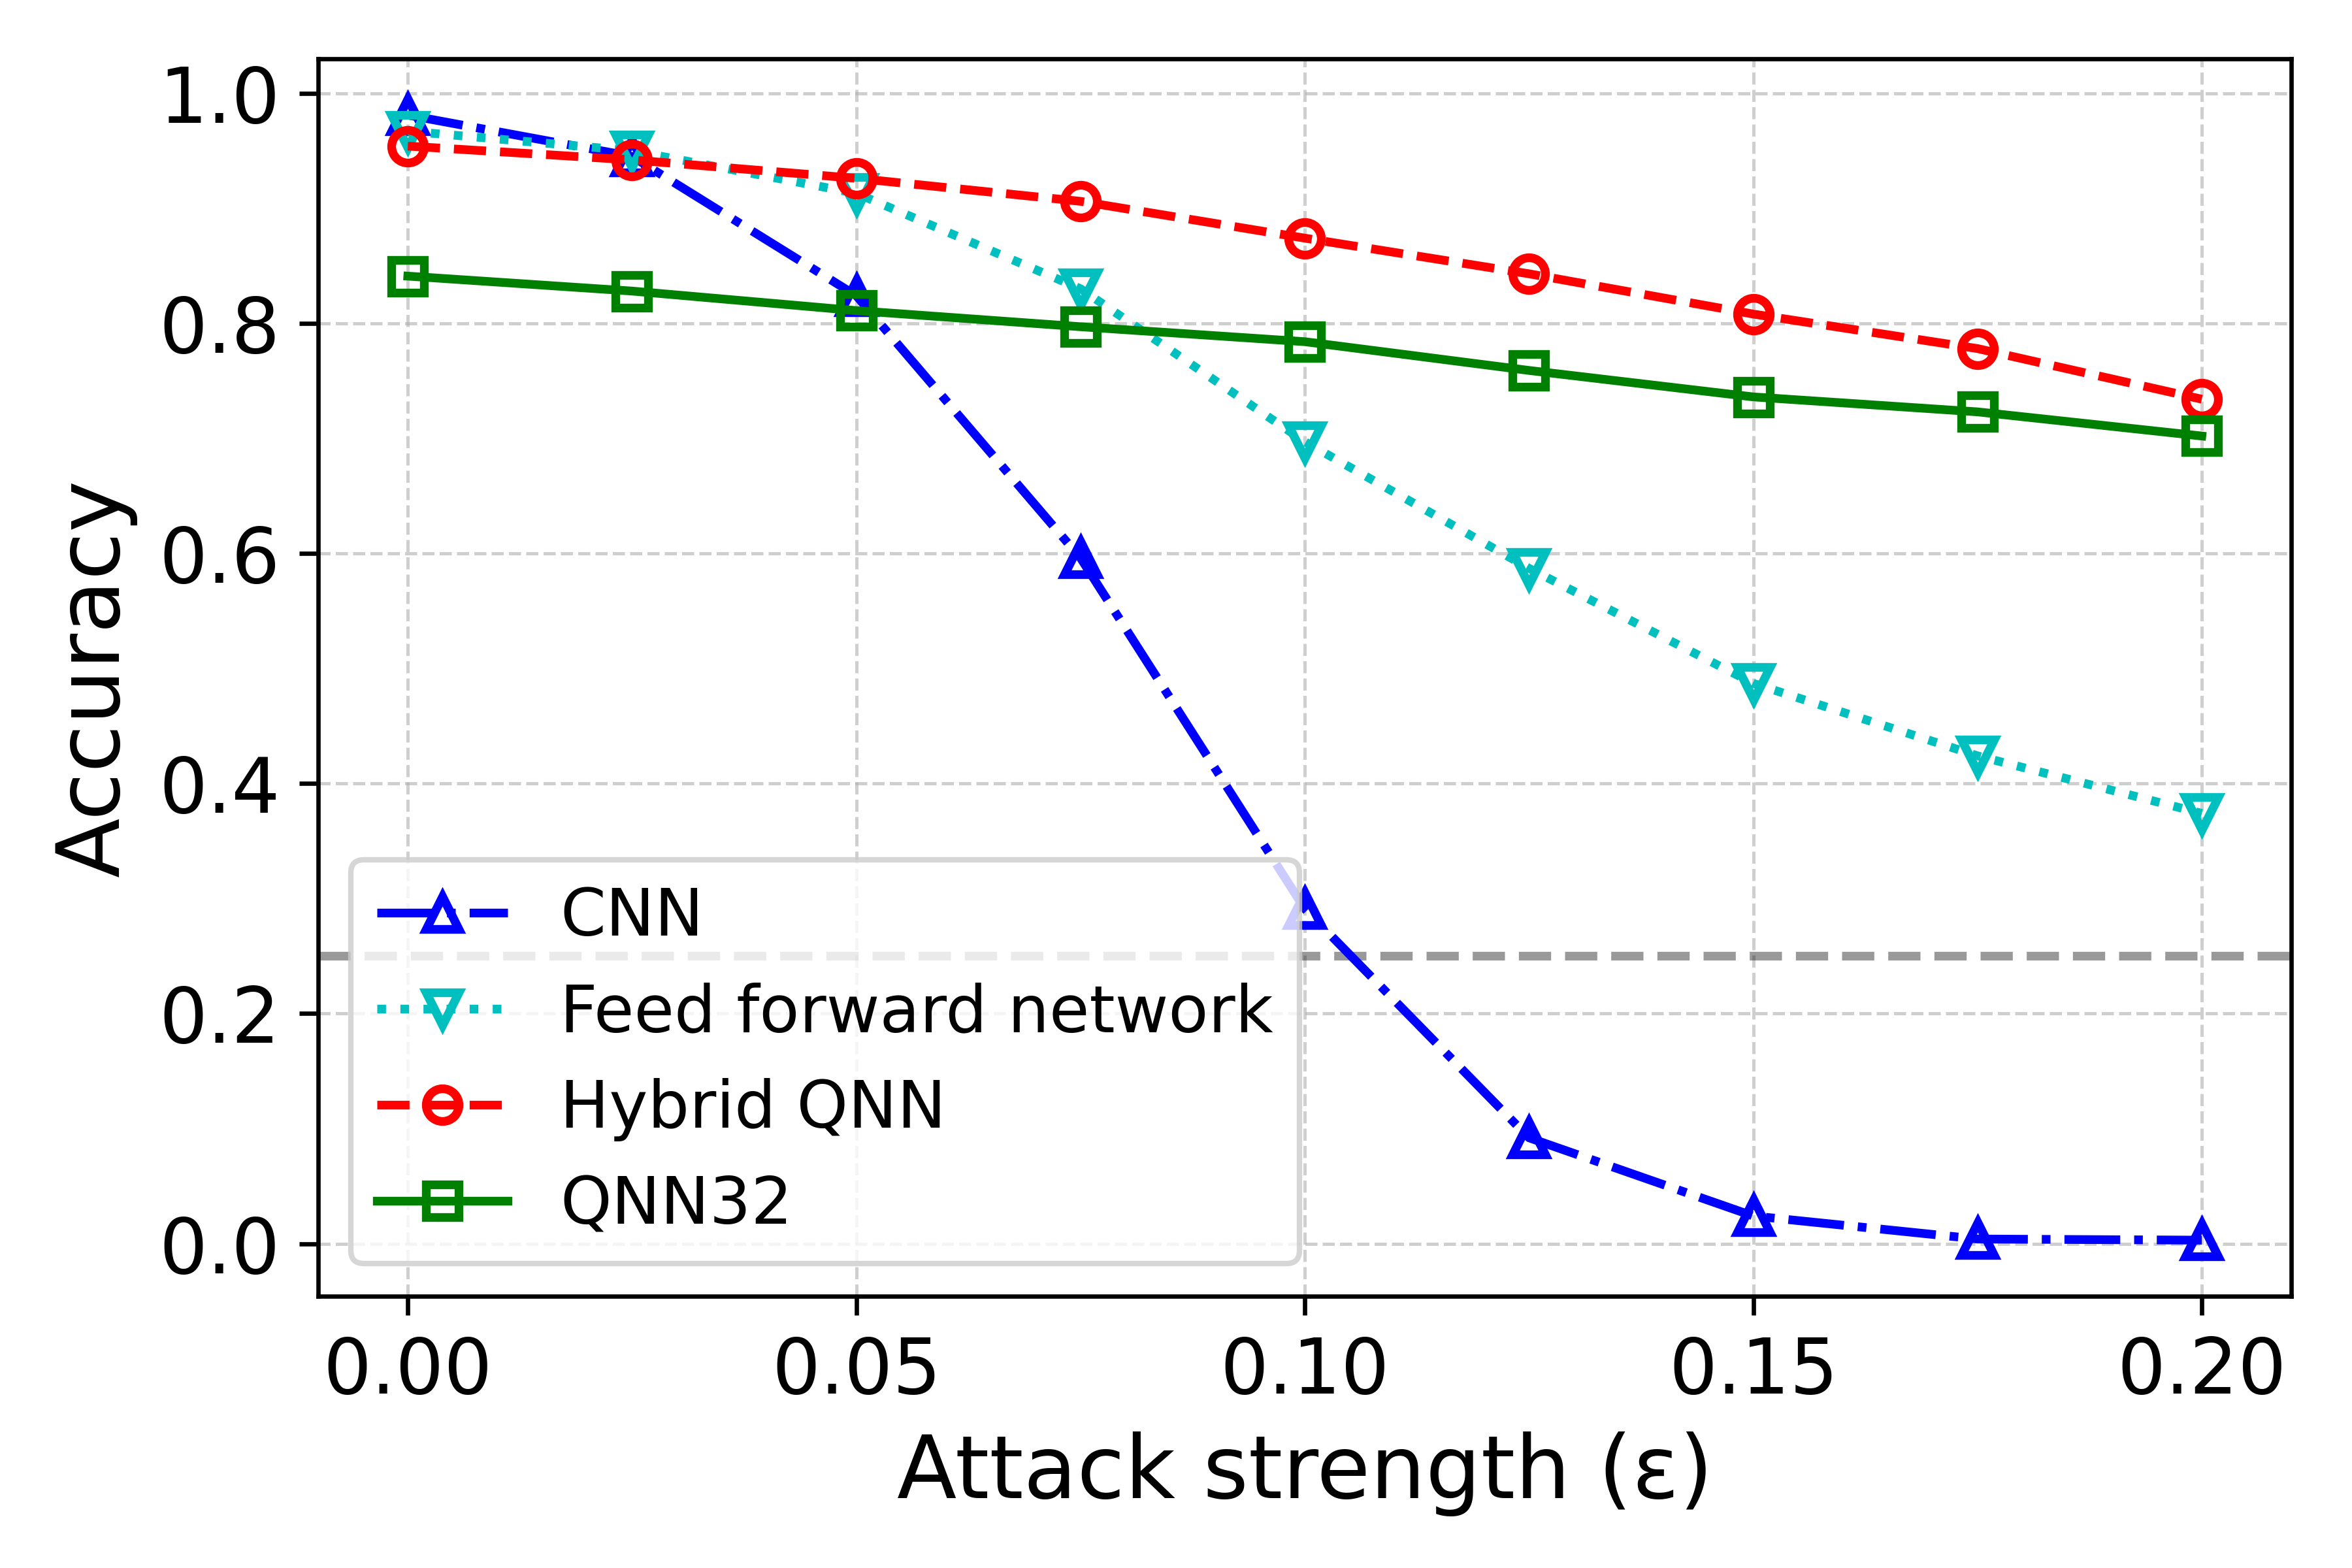 1.0
0.8
0.6
0.4
0.2
0.0
Accuracy
CNN
Feed forward network
Hybrid QNN
QNN32
0.00 0.05 0.10 0.15 0.20
Attack strength (ε)